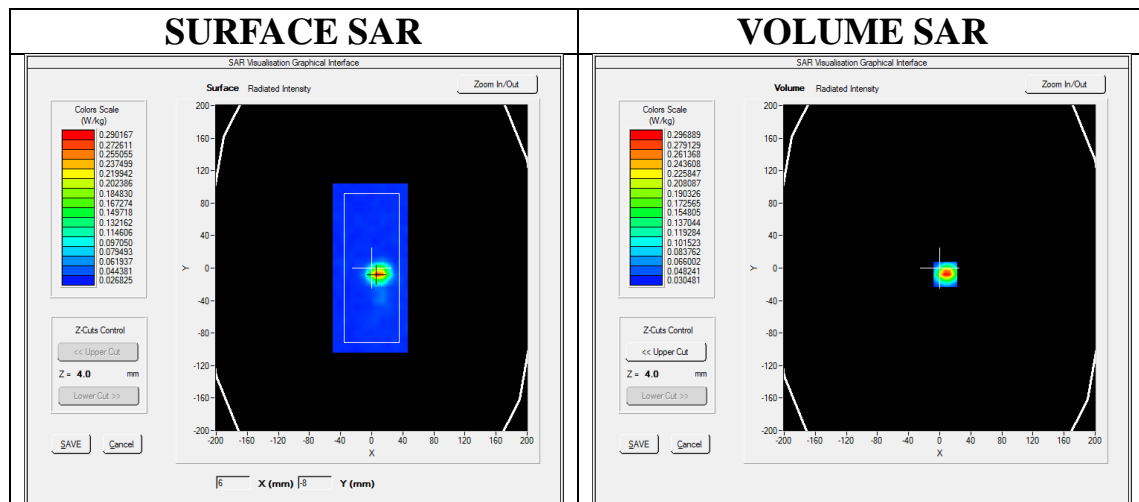 SURFACE SAR
SAR Visualisation Graphical Interface
Surface Radiated Intensity
Zoom In/Out
Colors Scale
(W/kg)
0.290167
0.272611
0.255055
0.237499
0.219942
0.202386
0.184830
0.167274
0.149718
0.132162
0.114606
0.097050
0.079493
0.061937
0.044381
0.026825
Z-Cuts Control
<< Upper Cut
Z = 4.0 mm
Lower Cut >>
SAVE Cancel
Y
200
160
120
80
40
0
-40
-80
-120
-160
-200
-200 -160 -120 -80 -40 0 40 80 120 160 200
X
6 X (mm) -8 Y (mm)
VOLUME SAR
SAR Visualisation Graphical Interface
Volume Radiated Intensity
Zoom In/Out
Colors Scale
(W/kg)
0.296889
0.279129
0.261368
0.243608
0.225847
0.208087
0.190326
0.172565
0.154805
0.137044
0.119284
0.101523
0.083762
0.066002
0.048241
0.030481
Z-Cuts Control
<< Upper Cut
Z = 4.0 mm
Lower Cut >>
SAVE Cancel
Y
200
160
120
80
40
0
-40
-80
-120
-160
-200
-200 -160 -120 -80 -40 0 40 80 120 160 200
X